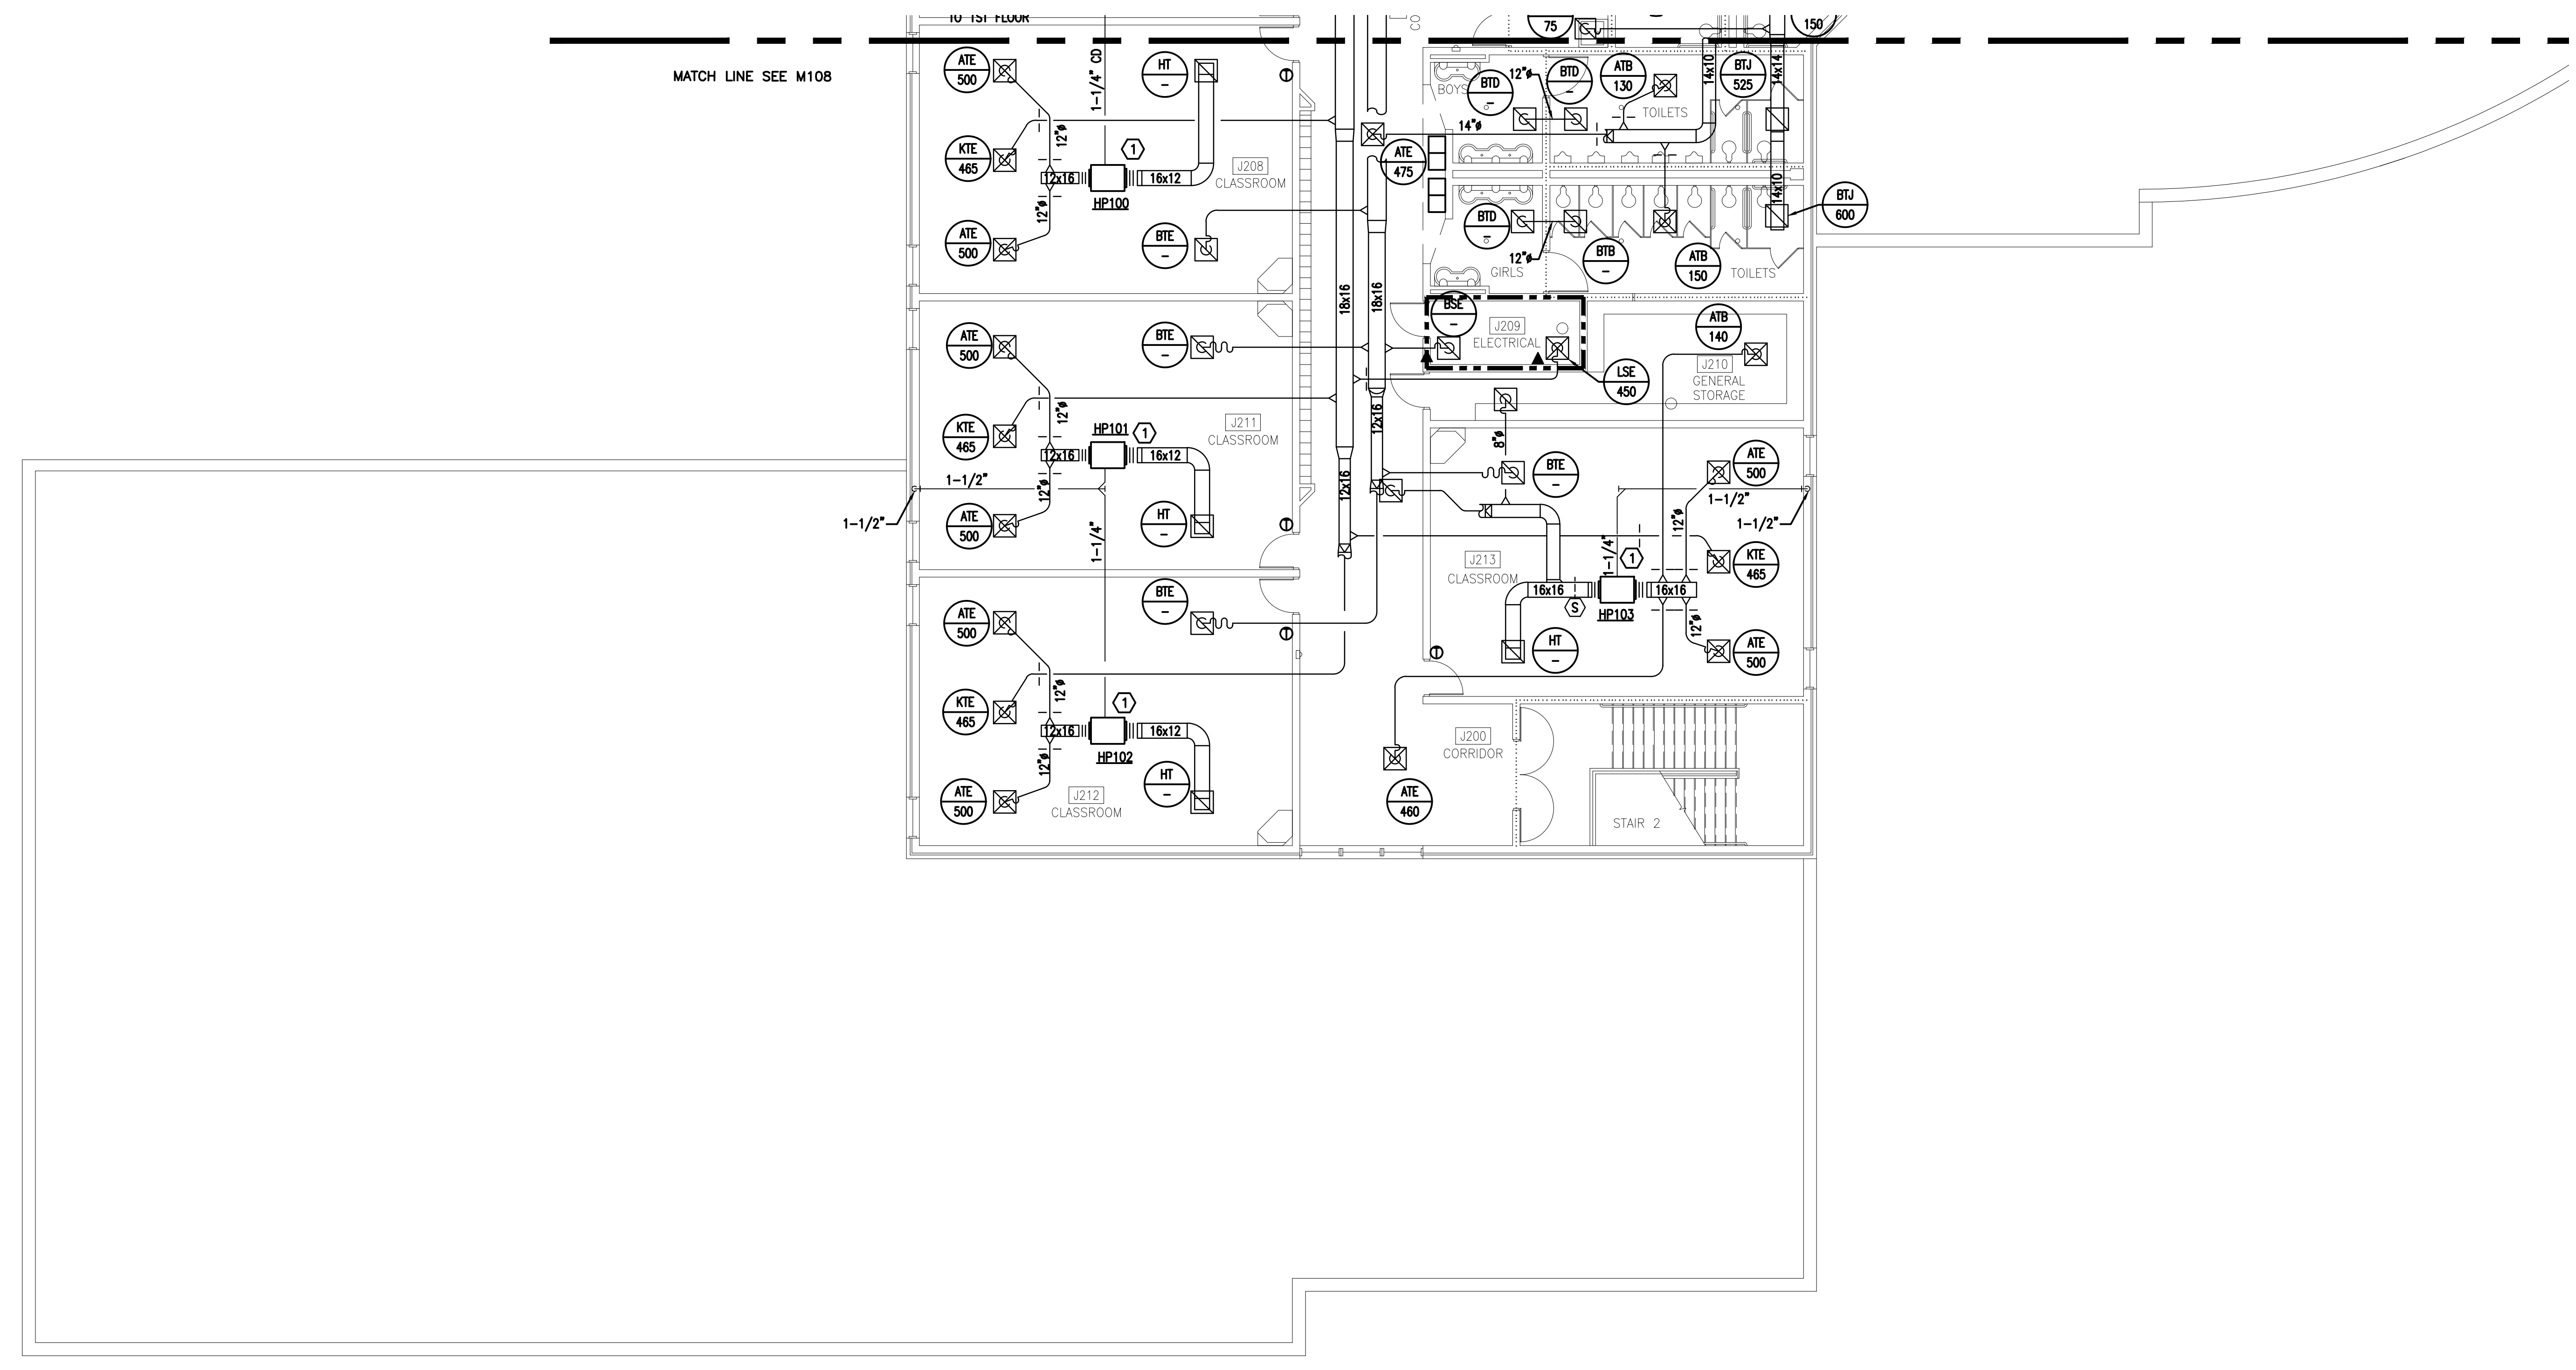 TO 1ST FLOOR
MATCH LINE SEE M108
ATE
500
1-1/4" CD
HT
-
12"ø
KTE
465
12x16
1
16x12
HP100
J208
CLASSROOM
12"ø
ATE
500
BTE
-
CO
75
150
BOYS
BTD
-
12"ø
BTD
-
ATB
130
TOILETS
14x10
BTJ
525
14x14
14"ø
ATE
475
14x10
BTJ
600
BTD
-
12"ø
GIRLS
BTB
-
ATB
150
TOILETS
18x16
18x16
BSE
-
J209
ELECTRICAL
ATB
140
J210
GENERAL
STORAGE
LSE
450
ATE
500
BTE
-
12"ø
KTE
465
HP101
1
12x16
16x12
J211
CLASSROOM
1-1/2"
1-1/2"
12"ø
ATE
500
1-1/4"
HT
-
12x16
12x16
8"ø
BTE
-
ATE
500
1-1/2"
1-1/2"
12"ø
J213
CLASSROOM
1-1/4"
1
KTE
465
16x16
S
16x16
HP103
12"ø
HT
-
ATE
500
ATE
500
BTE
-
12"ø
KTE
465
1
12x16
16x12
HP102
12"ø
ATE
500
J212
CLASSROOM
HT
-
J200
CORRIDOR
ATE
460
STAIR 2